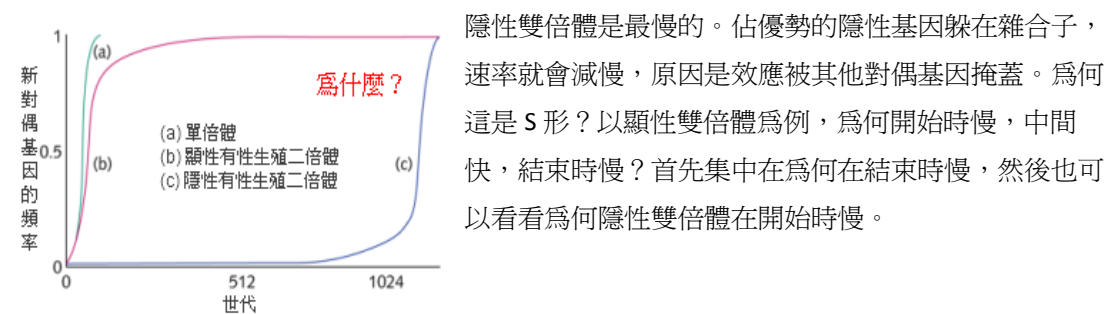 隱性雙倍體是最慢的。佔優勢的隱性基因躲在雜合子，
速率就會減慢，原因是效應被其他對偶基因掩蓋。爲何
這是 S 形？以顯性雙倍體爲例，爲何開始時慢，中間
快，結束時慢？首先集中在爲何在結束時慢，然後也可
以看看爲何隱性雙倍體在開始時慢。
新對偶基因的頻率
1
0.5
0
(a)
(b)
(c)
爲什麼？
(a) 單倍體
(b) 顯性有性生殖二倍體
(c) 隱性有性生殖二倍體
0
512
1024
世代